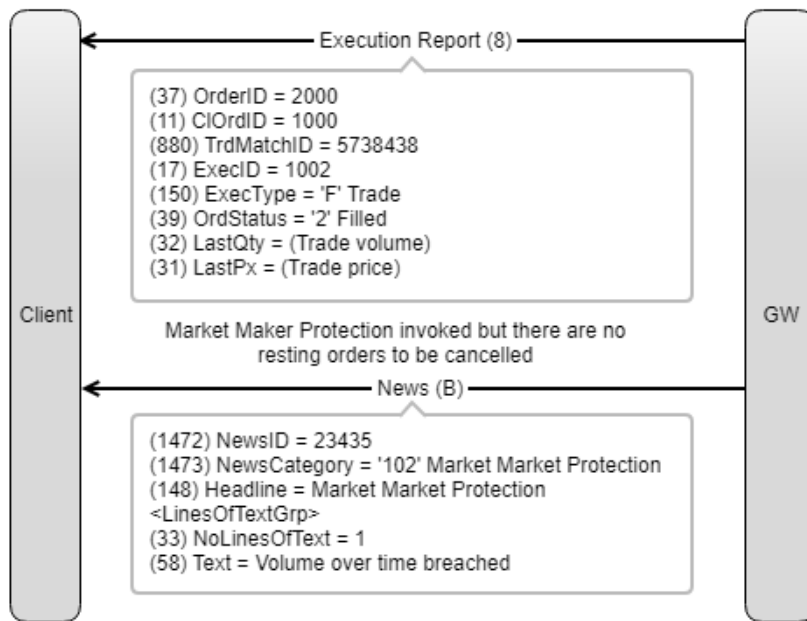 Execution Report (8)
(37) OrderID = 2000
(11) ClOrdID = 1000
(880) TrdMatchID = 5738438
(17) ExecID = 1002
(150) ExecType = 'F' Trade
(39) OrdStatus = '2' Filled
(32) LastQty = (Trade volume)
(31) LastPx = (Trade price)
Client
GW
Market Maker Protection invoked but there are no
resting orders to be cancelled
News (B)
(1472) NewsID = 23435
(1473) NewsCategory = '102' Market Market Protection
(148) Headline = Market Market Protection
<LinesOfTextGrp>
(33) NoLinesOfText = 1
(58) Text = Volume over time breached